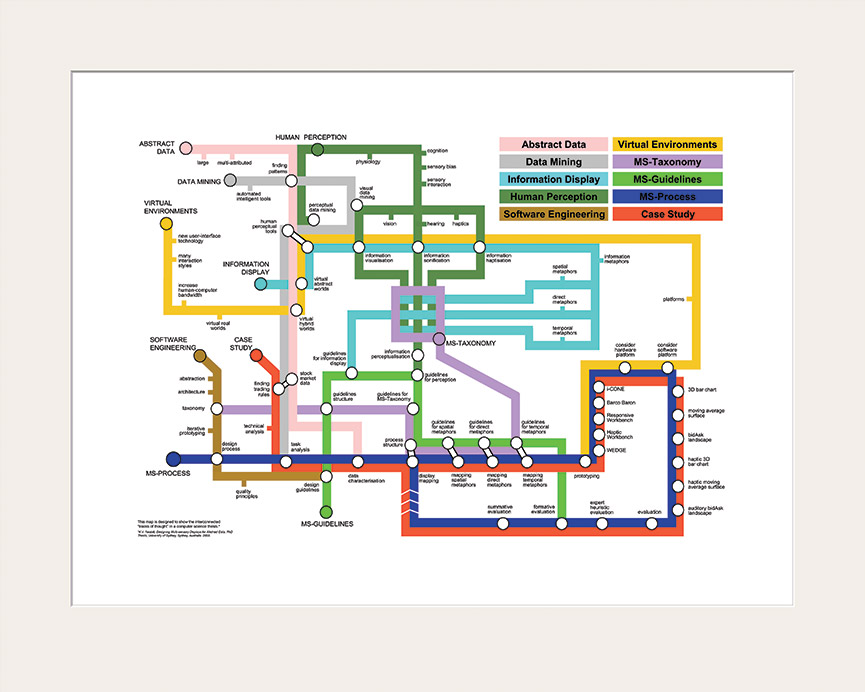 ABSTRACT
DATA
HUMAN PERCEPTION
large
multi-attributed
finding
patterns
physiology
cognition
sensory bias
sensory
interaction
DATA MINING
automated
intelligent tools
visual
data
mining
perceptual
data mining
VIRTUAL
ENVIRONMENTS
human
perceptual
tools
vision
hearing
haptics
new user-interface
technology
many
interaction
styles
increase
human-computer
bandwidth
INFORMATION
DISPLAY
information
visualisation
information
sonification
information
haptisation
information
metaphors
spatial
metaphors
direct
metaphors
temporal
metaphors
platforms
virtual
abstract
worlds
virtual
hybrid
worlds
virtual real
worlds
SOFTWARE
ENGINEERING
CASE
STUDY
MS-TAXONOMY
guidelines
for information
display
information
perceptualisation
guidelines
for perception
consider
hardware
platform
consider
software
platform
abstraction
architecture
taxonomy
iterative
prototyping
design
process
finding
trading
rules
stock
market
data
technical
analysis
task
analysis
guidelines
structure
guidelines for
MS-Taxonomy
guidelines
for spatial
metaphors
guidelines
for direct
metaphors
guidelines
for temporal
metaphors
process
structure
i-CONE
Barco Baron
Responsive
Workbench
Haptic
Workbench
WEDGE
3D bar chart
moving average
surface
bidAsk
landscape
haptic 3D
bar chart
haptic moving
average surface
auditory bidAsk
landscape
MS-PROCESS
quality
principles
design
guidelines
data
characterisation
display
mapping
mapping
spatial
metaphors
mapping
direct
metaphors
mapping
temporal
metaphors
prototyping
summative
evaluation
formative
evaluation
expert
heuristic
evaluation
evaluation
MS-GUIDELINES
Abstract Data
Virtual Environments
Data Mining
MS-Taxonomy
Information Display
MS-Guidelines
Human Perception
MS-Process
Software Engineering
Case Study
This map is designed to show the interconnected
"traces of thought" in a computer science thesis.*